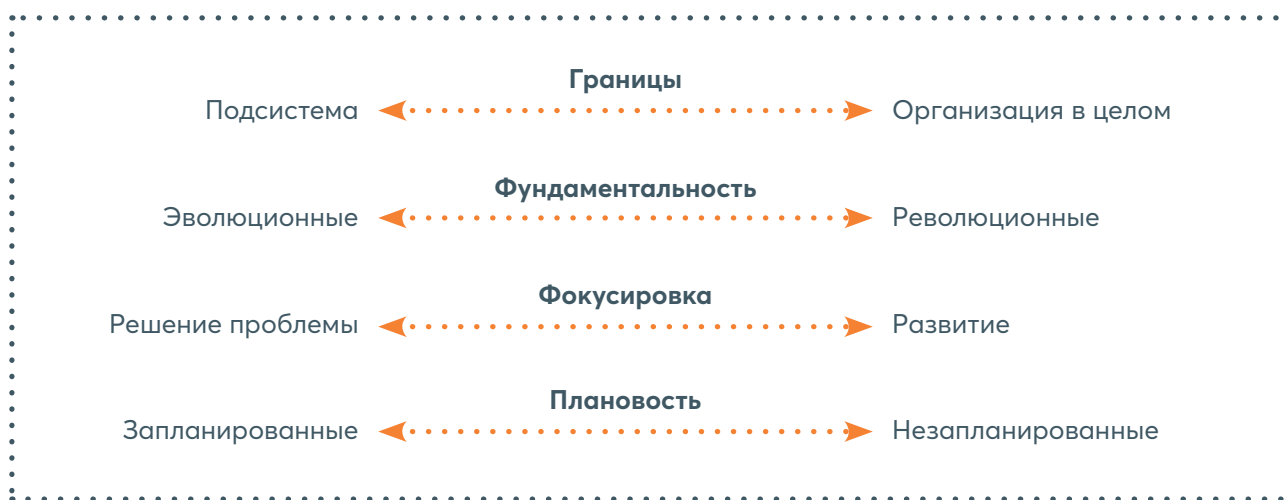 Границы
Подсистема Организация в целом
Фундаментальность
Эволюционные Революционные
Фокусировка
Решение проблемы Развитие
Плановость
Запланированные Незапланированные